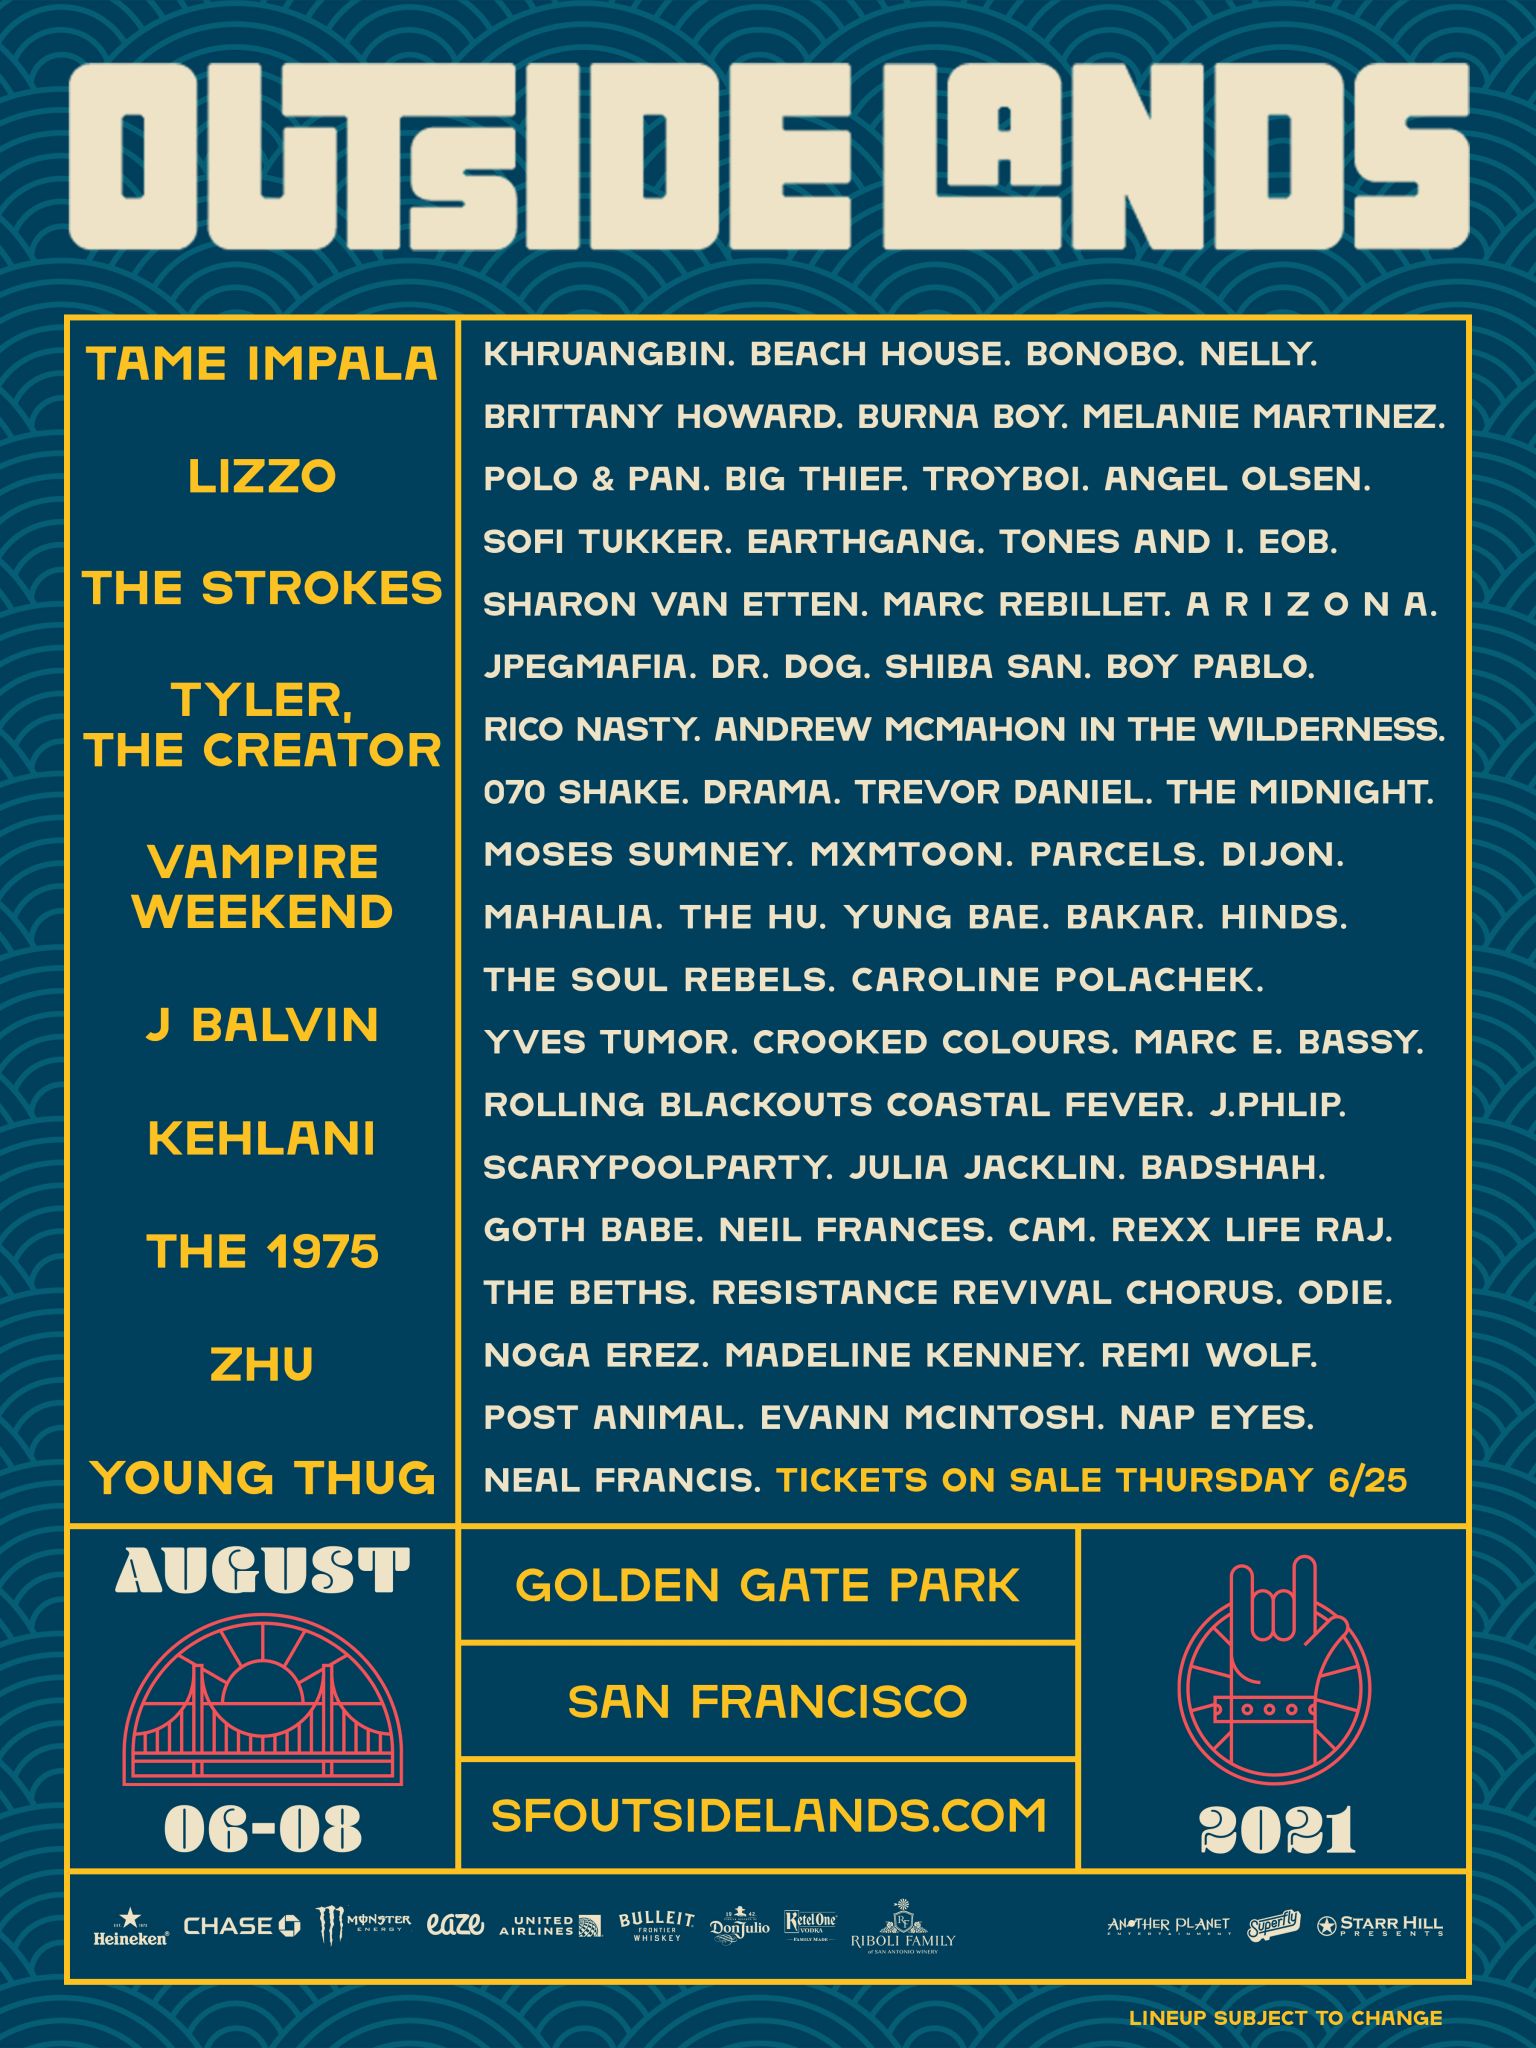 OUTSIDE LANDS
TAME IMPALA
LIZZO
THE STROKES
TYLER,
THE CREATOR
VAMPIRE
WEEKEND
J BALVIN
KEHLANI
THE 1975
ZHU
YOUNG THUG
KHRUANGBIN. BEACH HOUSE. BONOBO. NELLY.
BRITTANY HOWARD. BURNA BOY. MELANIE MARTINEZ.
POLO & PAN. BIG THIEF. TROYBOI. ANGEL OLSEN.
SOFI TUKKER. EARTHGANG. TONES AND I. EOB.
SHARON VAN ETTEN. MARC REBILLET. A R I Z O N A.
JPEGMAFIA. DR. DOG. SHIBA SAN. BOY PABLO.
RICO NASTY. ANDREW MCMAHON IN THE WILDERNESS.
070 SHAKE. DRAMA. TREVOR DANIEL. THE MIDNIGHT.
MOSES SUMNEY. MXMTOON. PARCELS. DIJON.
MAHALIA. THE HU. YUNG BAE. BAKAR. HINDS.
THE SOUL REBELS. CAROLINE POLACHEK.
YVES TUMOR. CROOKED COLOURS. MARC E. BASSY.
ROLLING BLACKOUTS COASTAL FEVER. J.PHLIP.
SCARYPOOLPARTY. JULIA JACKLIN. BADSHAH.
GOTH BABE. NEIL FRANCES. CAM. REXX LIFE RAJ.
THE BETHS. RESISTANCE REVIVAL CHORUS. ODIE.
NOGA EREZ. MADELINE KENNEY. REMI WOLF.
POST ANIMAL. EVANN MCINTOSH. NAP EYES.
NEAL FRANCIS. TICKETS ON SALE THURSDAY 6/25
AUGUST
06-08
GOLDEN GATE PARK
SAN FRANCISCO
SFOUTSIDELANDS.COM
2021
Heineken®
CHASE
MONSTER
ENERGY
eaze
UNITED
AIRLINES
BULLEIT
FRONTIER
WHISKEY
19 42
Don Julio
Ketel One
VODKA
FAMILY MADE
RF
RIBOLI FAMILY
of SAN ANTONIO WINERY
ANOTHER PLANET
ENTERTAINMENT
Superfly
STARR HILL
PRESENTS
LINEUP SUBJECT TO CHANGE